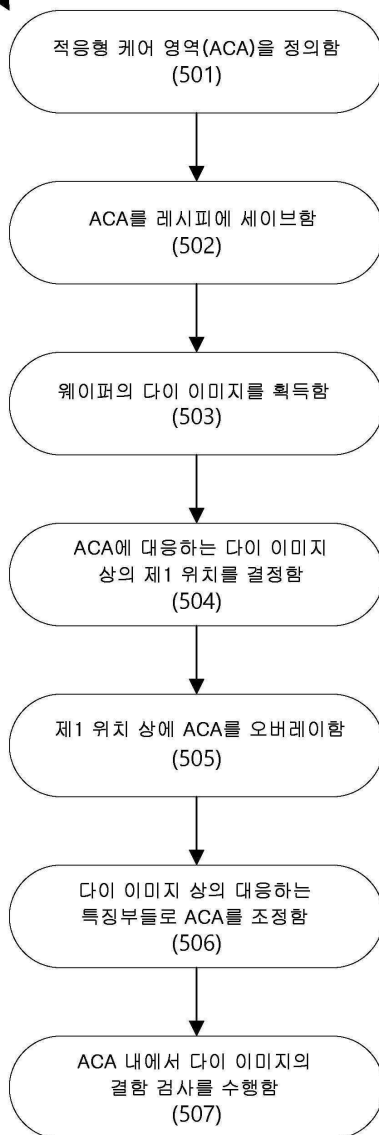 적응형 케어 영역(ACA)을 정의함
(501)
ACA를 레시피에 세이브함
(502)
웨이퍼의 다이 이미지를 획득함
(503)
ACA에 대응하는 다이 이미지
상의 제1 위치를 결정함
(504)
제1 위치 상에 ACA를 오버레이함
(505)
다이 이미지 상의 대응하는
특징부들로 ACA를 조정함
(506)
ACA 내에서 다이 이미지의
결함 검사를 수행함
(507)